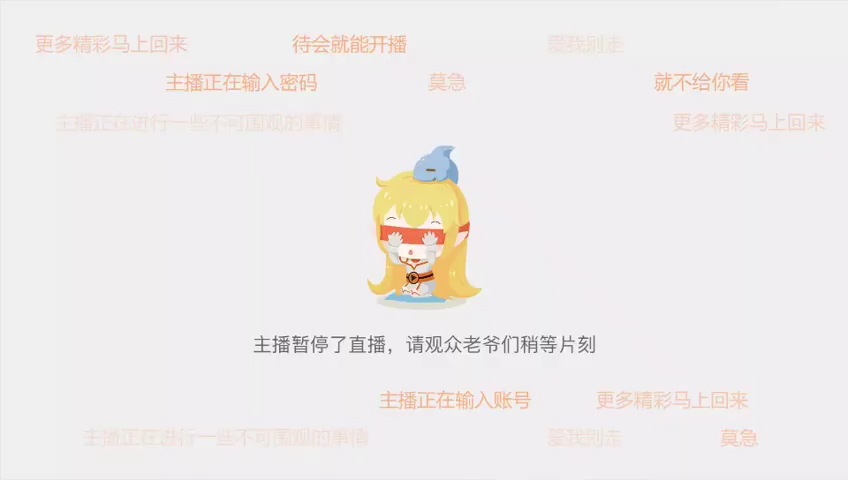 更多精彩马上回来
待会就能开播
爱我别走
主播正在输入密码
莫急
就不给你看
主播正在进行一些不可围观的事情
更多精彩马上回来
主播暂停了直播，请观众老爷们稍等片刻
主播正在输入账号
更多精彩马上回来
主播正在进行一些不可围观的事情
爱我别走
莫急